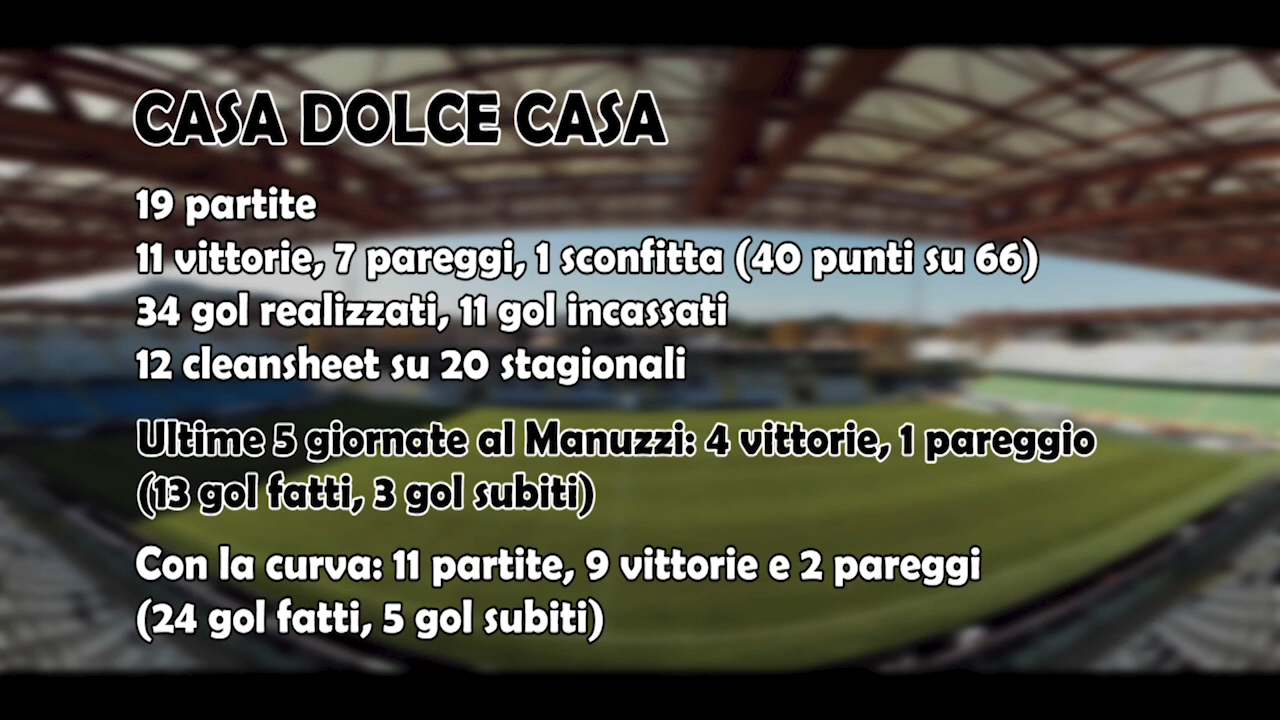 CASA DOLCE CASA
19 partite
11 vittorie, 7 pareggi, 1 sconfitta (40 punti su 66)
34 gol realizzati, 11 gol incassati
12 cleansheet su 20 stagionali
Ultime 5 giornate al Manuzzi: 4 vittorie, 1 pareggio
(13 gol fatti, 3 gol subiti)
Con la curva: 11 partite, 9 vittorie e 2 pareggi
(24 gol fatti, 5 gol subiti)